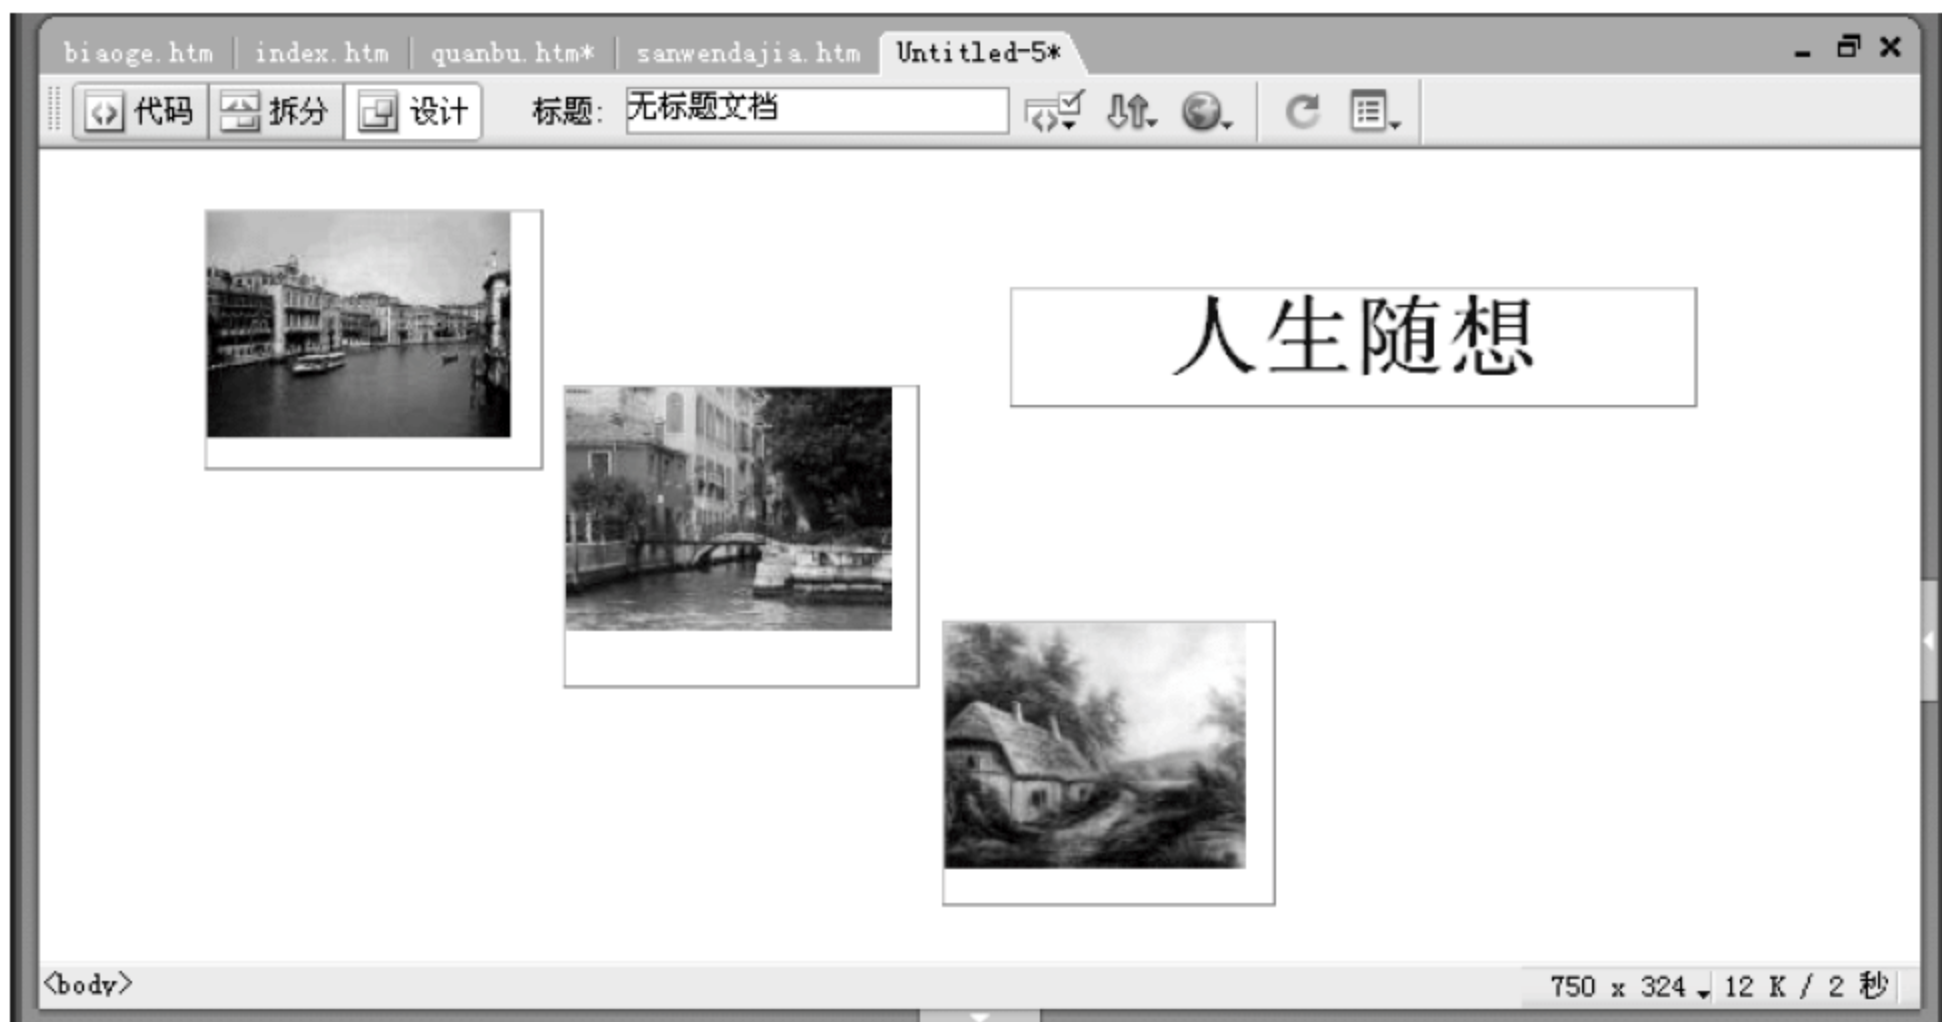 biaoge.htm index.htm quanbu.htm* sanwendajia.htm Untitled-5*
代码 拆分 设计 标题: 无标题文档
人生随想
<body> 750 x 324 12 K / 2 秒